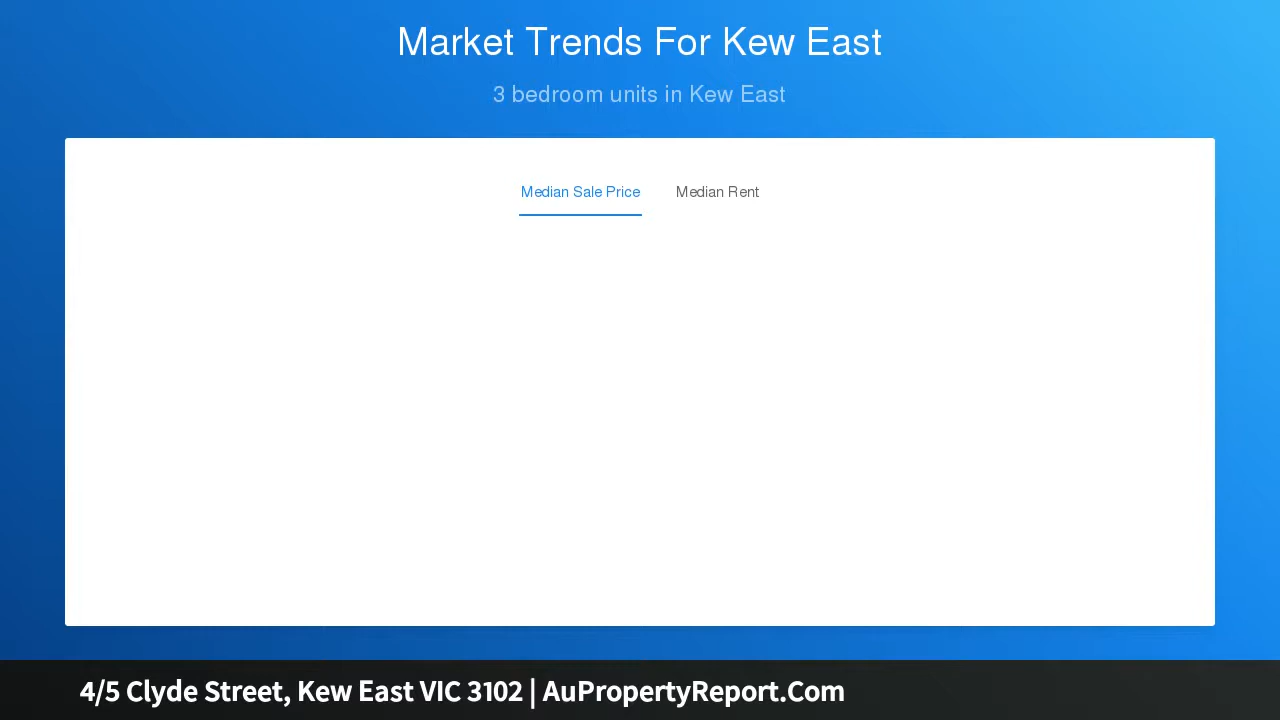 Market Trends For Kew East
3 bedroom units in Kew East
Median Sale Price Median Rent
4/5 Clyde Street, Kew East VIC 3102 | AuPropertyReport.Com